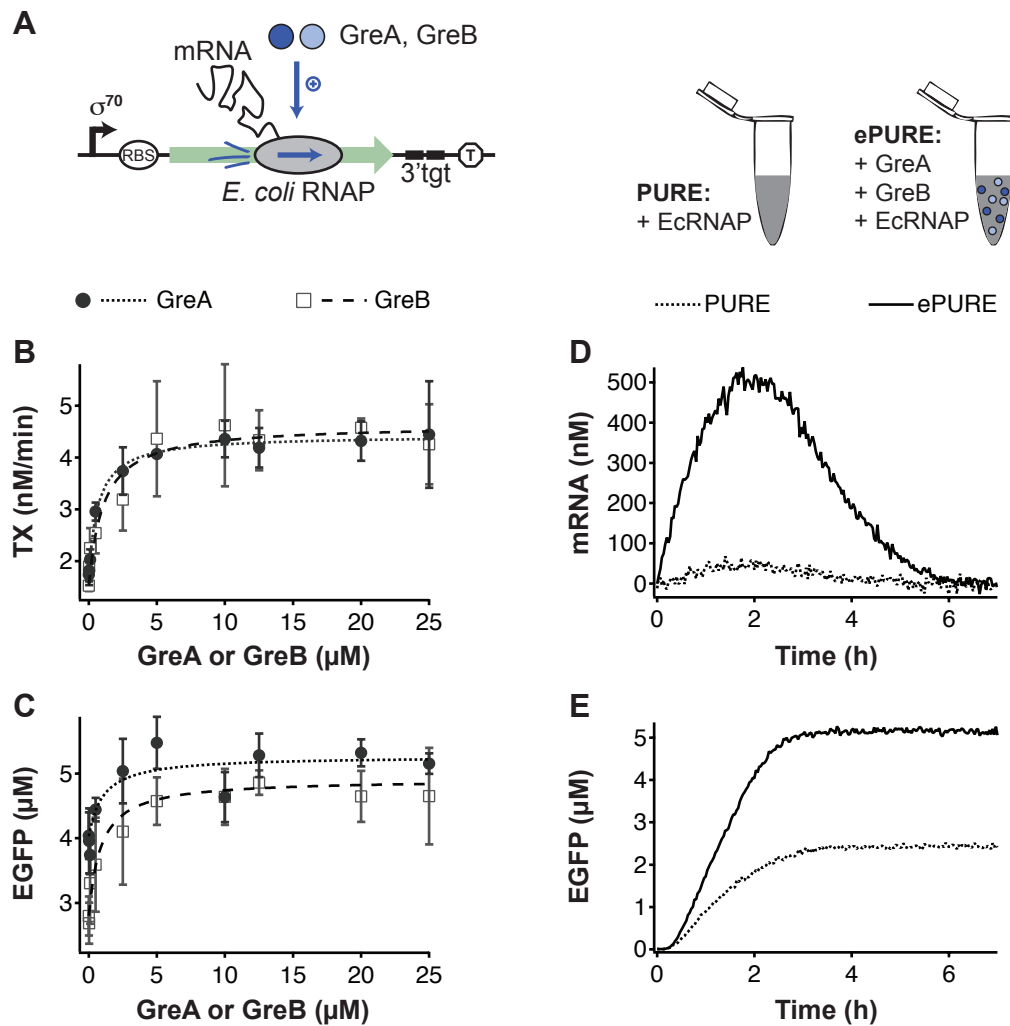 A
mRNA
GreA, GreB
σ70
RBS
E. coli RNAP
3'tgt
T
PURE:
+ EcRNAP
ePURE:
+ GreA
+ GreB
+ EcRNAP
GreA
GreB
PURE
ePURE
B
TX (nM/min)
5
4
3
2
0 5 10 15 20 25
GreA or GreB (µM)
D
mRNA (nM)
500
400
300
200
100
0
0 2 4 6
Time (h)
C
EGFP (µM)
5
4
3
0 5 10 15 20 25
GreA or GreB (µM)
E
EGFP (µM)
5
4
3
2
1
0
0 2 4 6
Time (h)